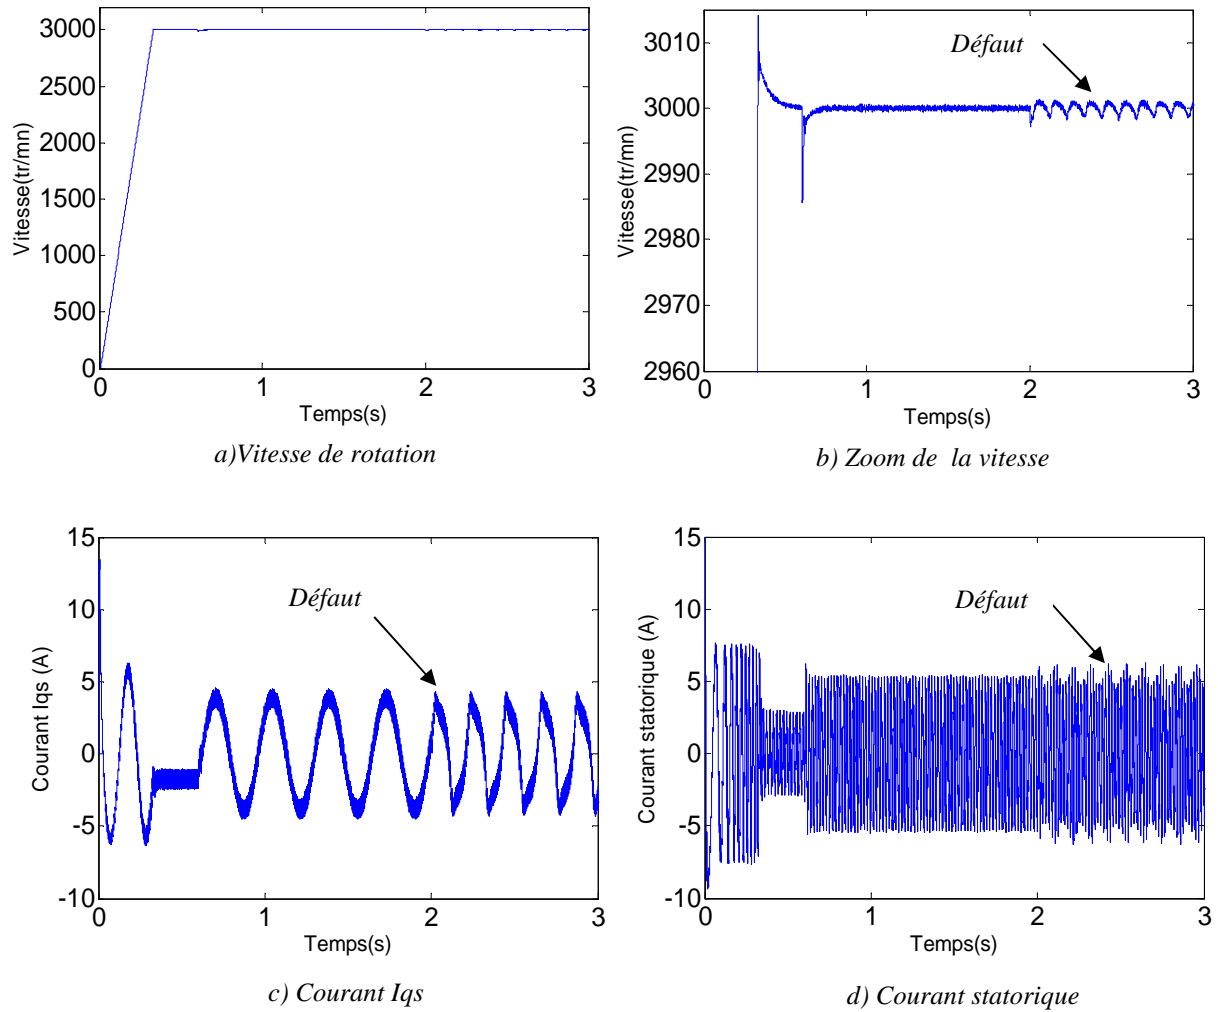 3000
2500
2000
1500
1000
500
0
Vitesse(tr/mn)
0 1 2 3
Temps(s)
a)Vitesse de rotation
3010
3000
2990
2980
2970
2960
Vitesse(tr/mn)
Défaut
0 1 2 3
Temps(s)
b) Zoom de la vitesse
15
10
5
0
-5
-10
Courant Iqs (A)
Défaut
0 1 2 3
Temps(s)
c) Courant Iqs
15
10
5
0
-5
-10
Courant statorique (A)
Défaut
0 1 2 3
Temps(s)
d) Courant statorique